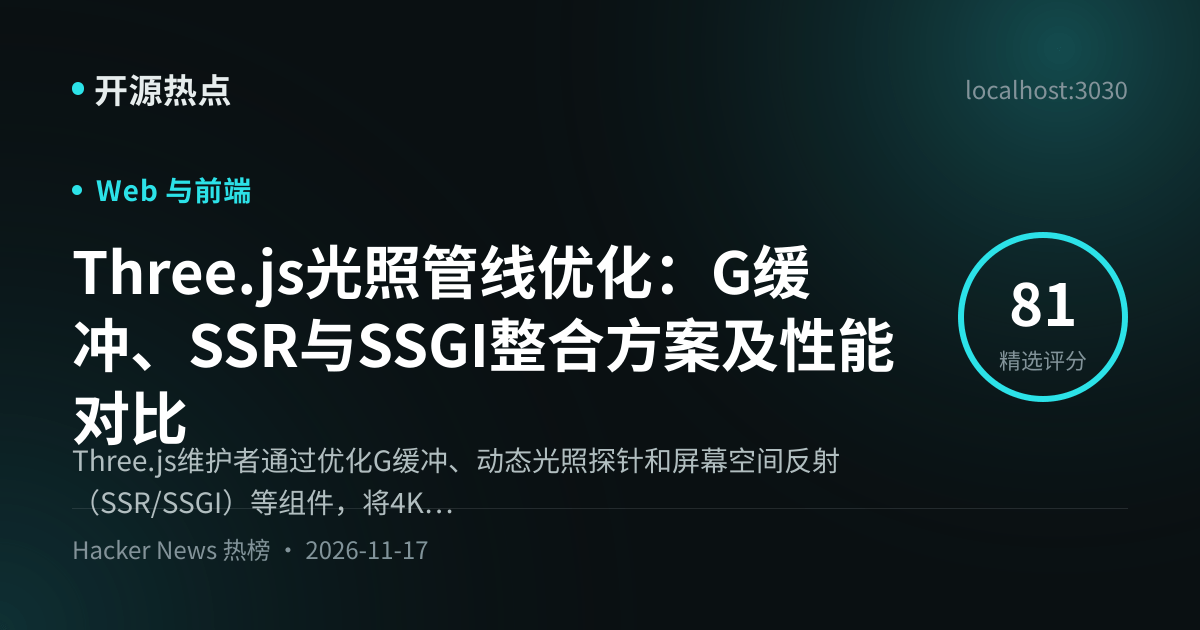 开源热点
localhost:3030
Web 与前端
Three.js光照管线优化：G缓
冲、SSR与SSGI整合方案及性能
对比
81
精选评分
Three.js维护者通过优化G缓冲、动态光照探针和屏幕空间反射
（SSR/SSGI）等组件，将4K…
Hacker News 热榜 · 2026-11-17